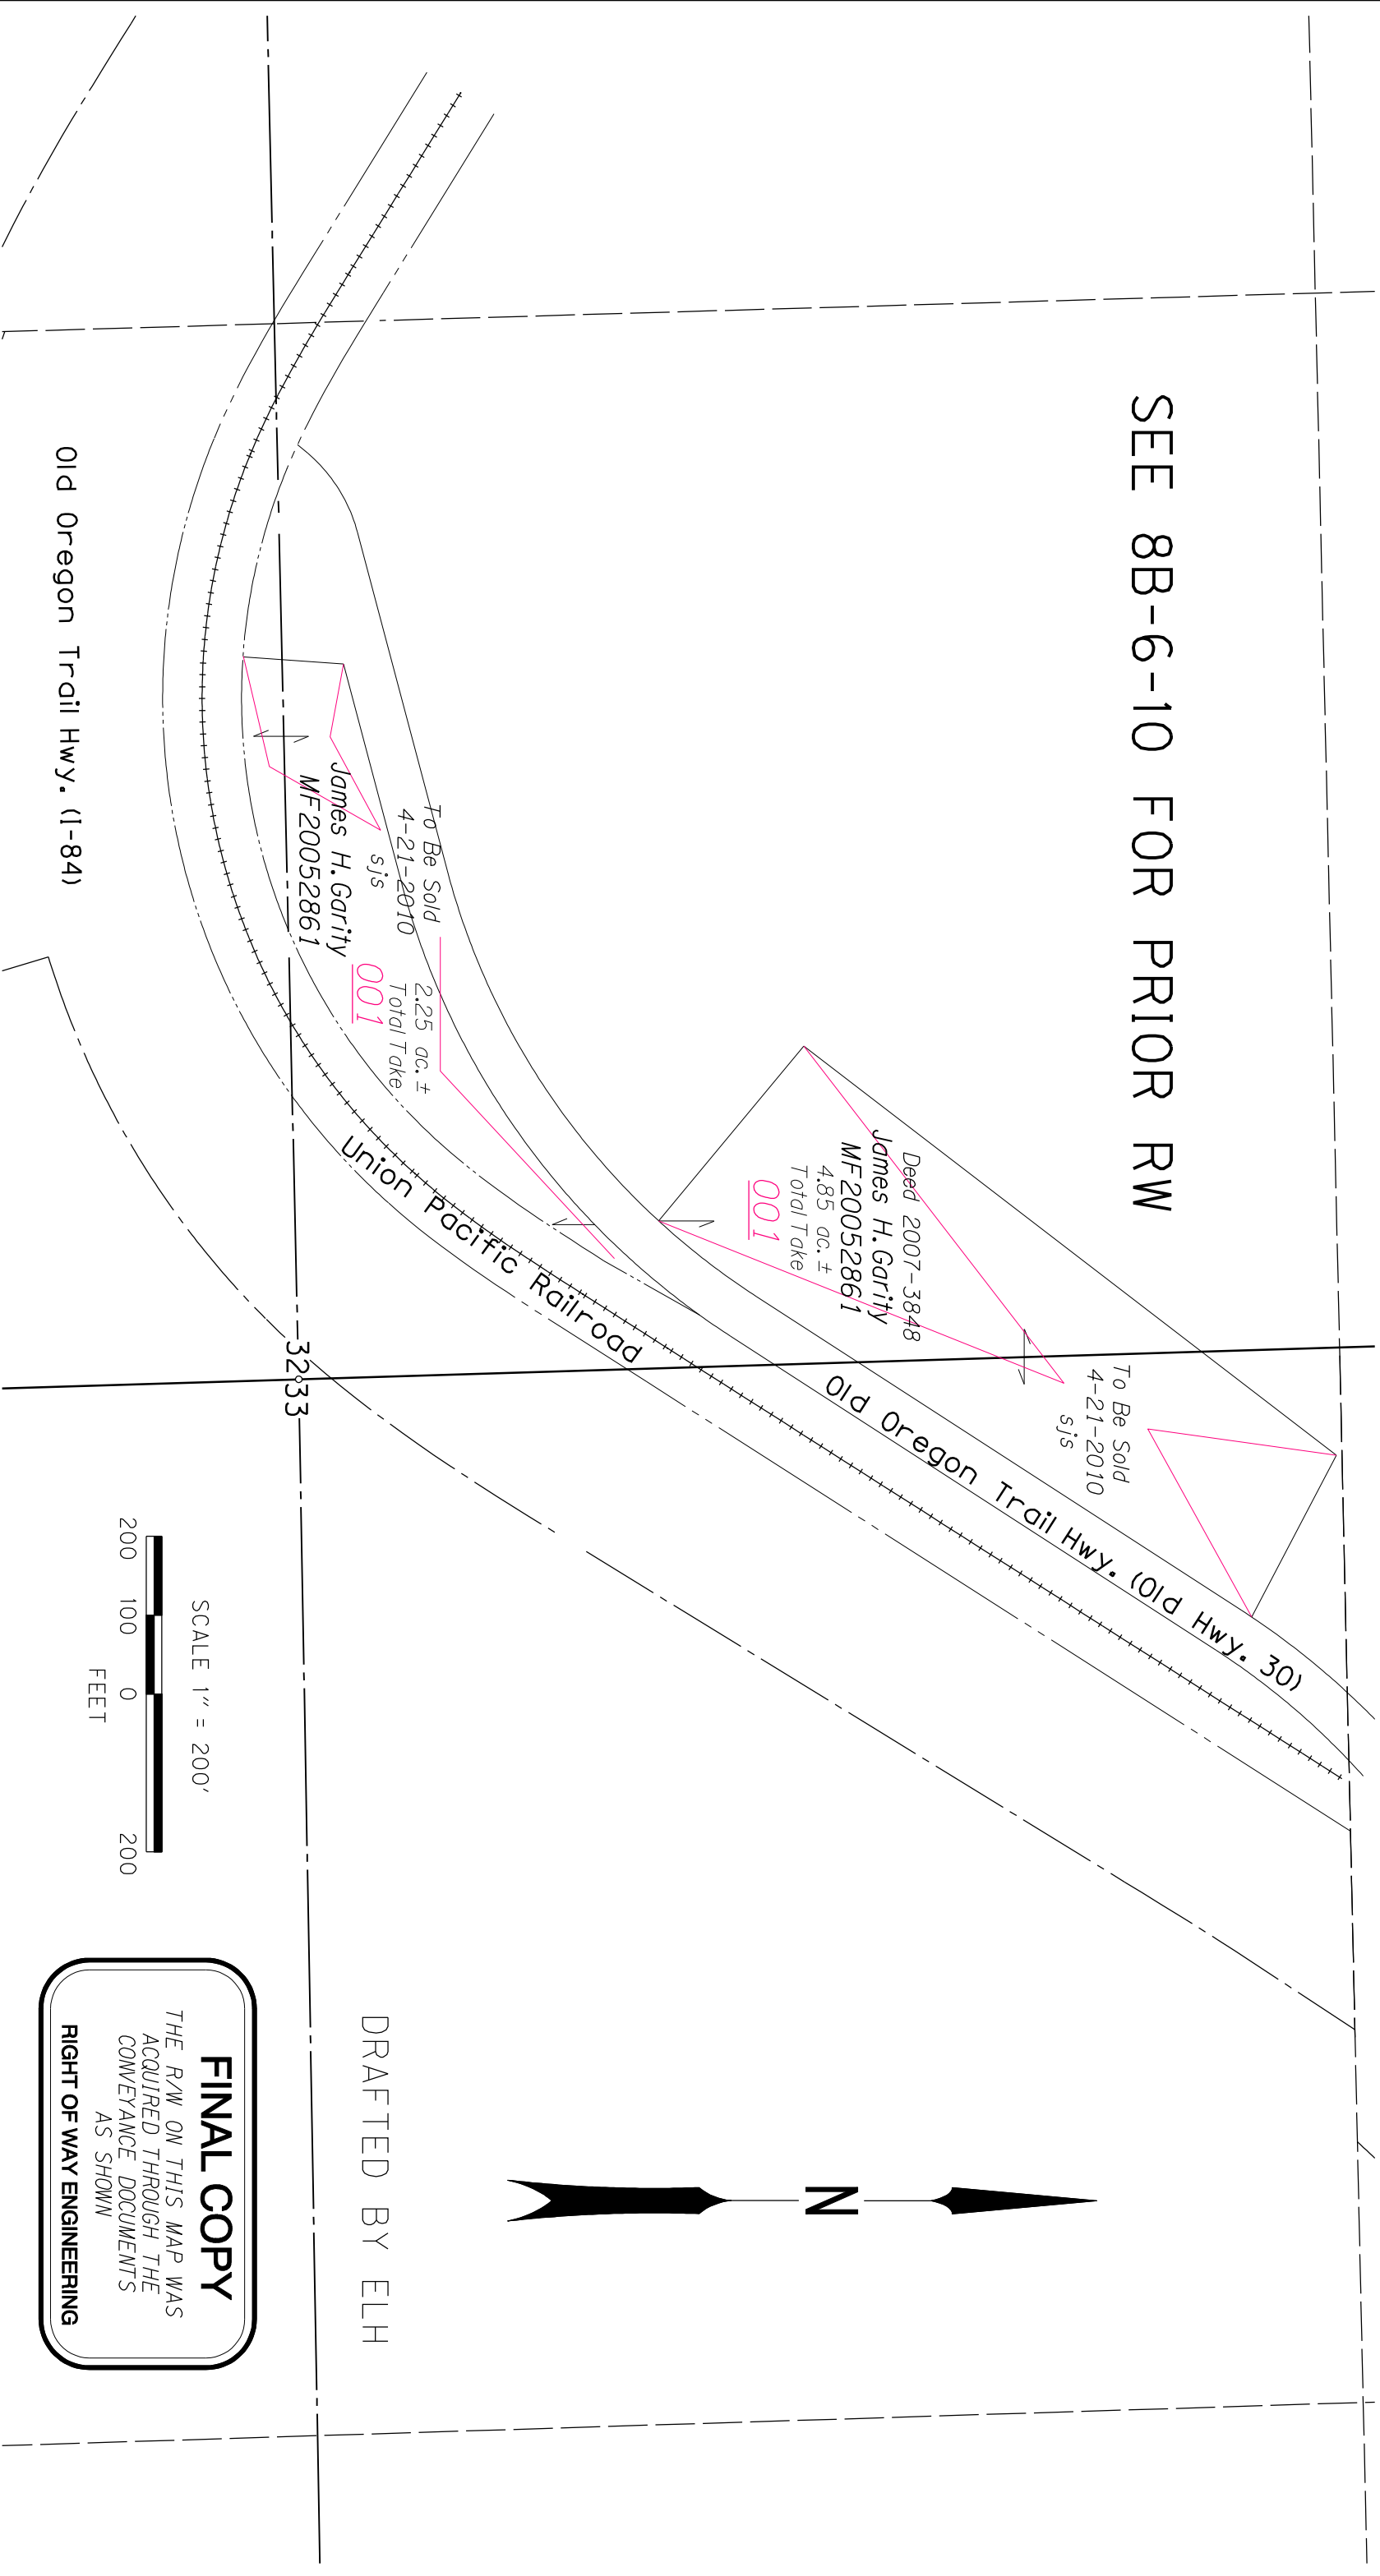 SEE 8B-6-10 FOR PRIOR RW
To Be Sold
4-21-2010
sjs
Deed 2007-3848
James H. Garity
MF20052861
4.85 ac. ±
Total Take
001
Old Oregon Trail Hwy. (Old Hwy. 30)
To Be Sold
4-21-2010
sjs
James H. Garity
MF20052861
2.25 ac. ±
Total Take
001
Union Pacific Railroad
32 33
Old Oregon Trail Hwy. (I-84)
N
DRAFTED BY ELH
SCALE 1" = 200'
200 100 0 200
FEET
FINAL COPY
THE R/W ON THIS MAP WAS
ACQUIRED THROUGH THE
CONVEYANCE DOCUMENTS
AS SHOWN
RIGHT OF WAY ENGINEERING